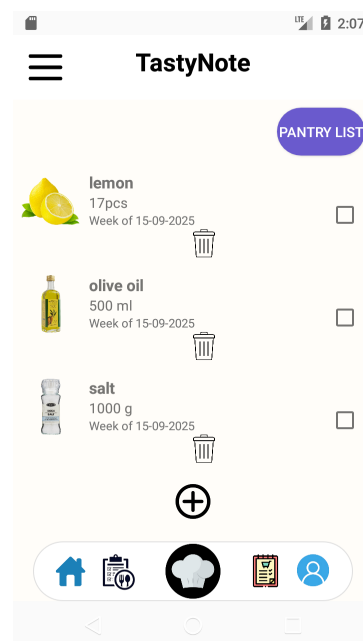 LTE 2:07
TastyNote
PANTRY LIST
lemon
17pcs
Week of 15-09-2025
olive oil
500 ml
Week of 15-09-2025
salt
1000 g
Week of 15-09-2025